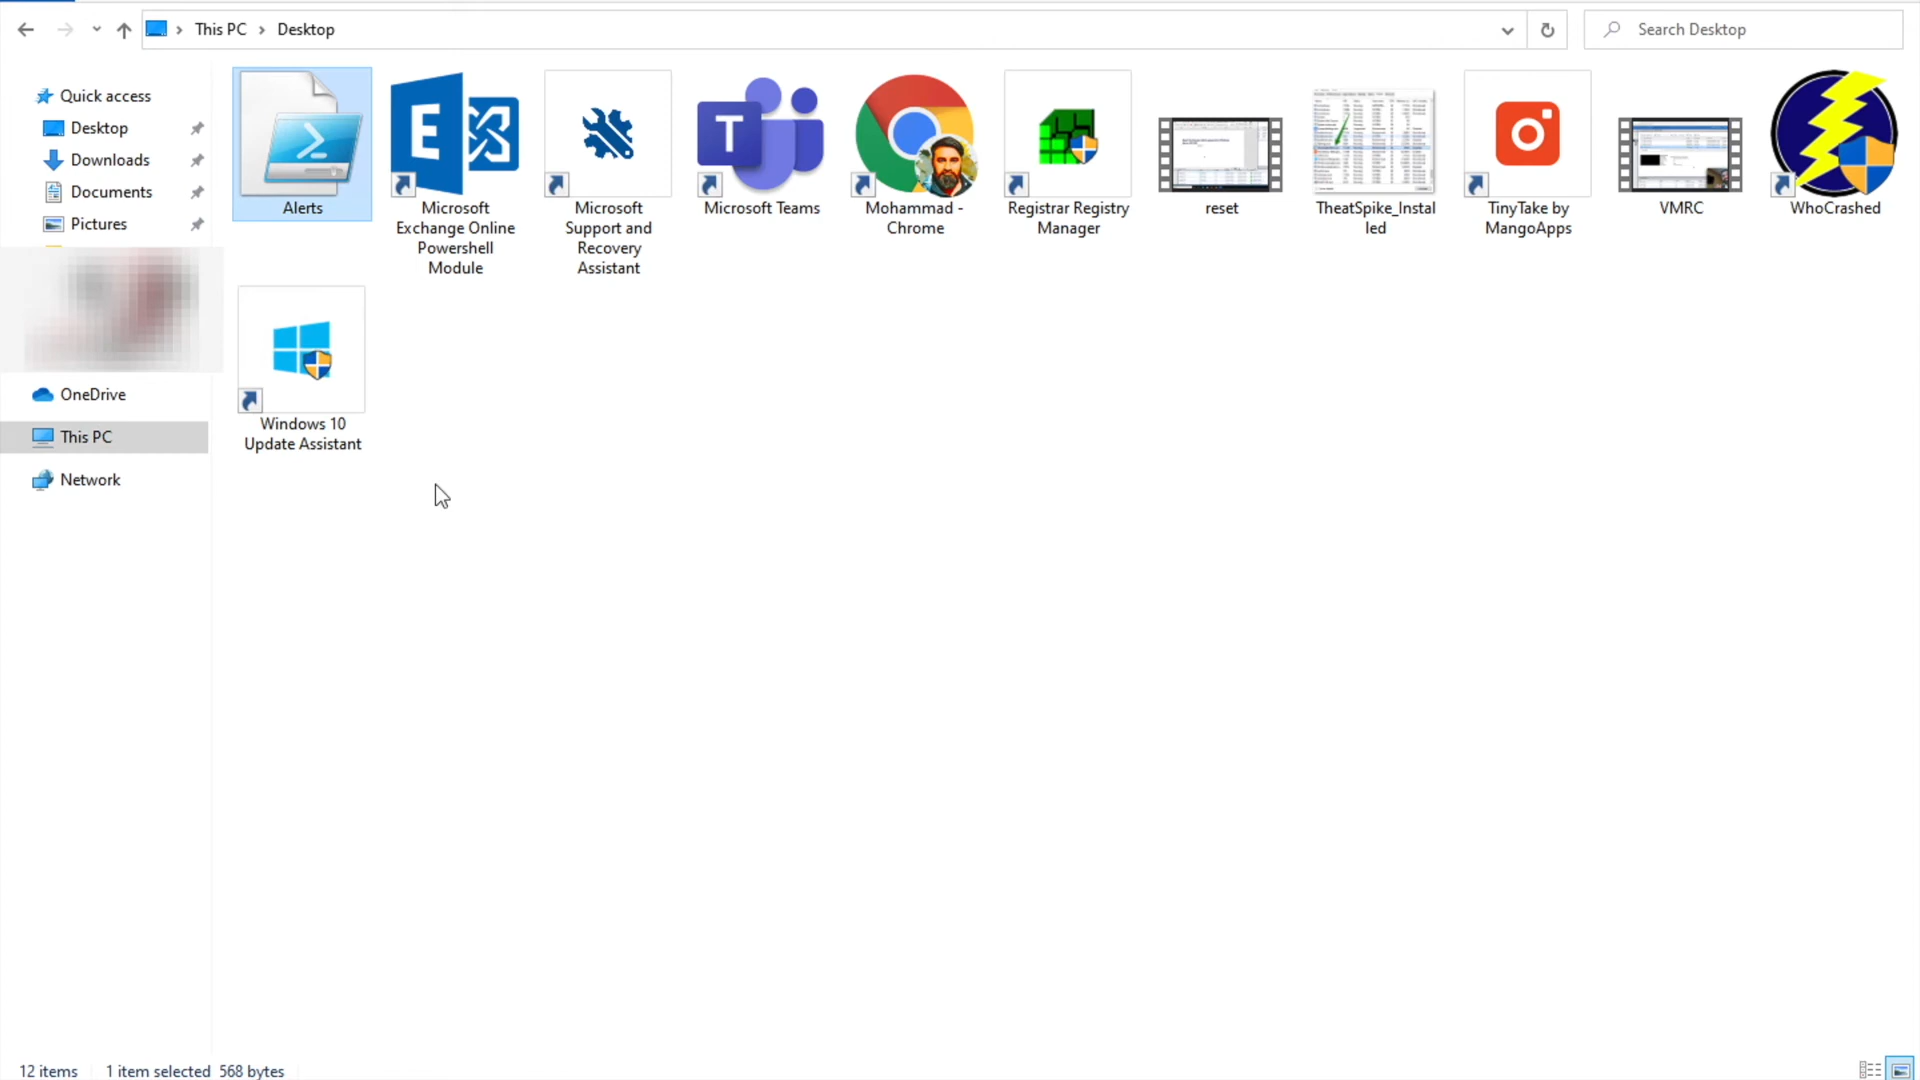 This PC
Desktop
Search Desktop
Quick access
Desktop
Downloads
Documents
Pictures
OneDrive
This PC
Network
Alerts
Microsoft
Exchange Online
Powershell
Module
Microsoft
Support and
Recovery
Assistant
Microsoft Teams
Mohammad -
Chrome
Registrar Registry
Manager
reset
TheatSpike_Instal
led
TinyTake by
MangoApps
VMRC
WhoCrashed
Windows 10
Update Assistant
12 items 1 item selected 568 bytes